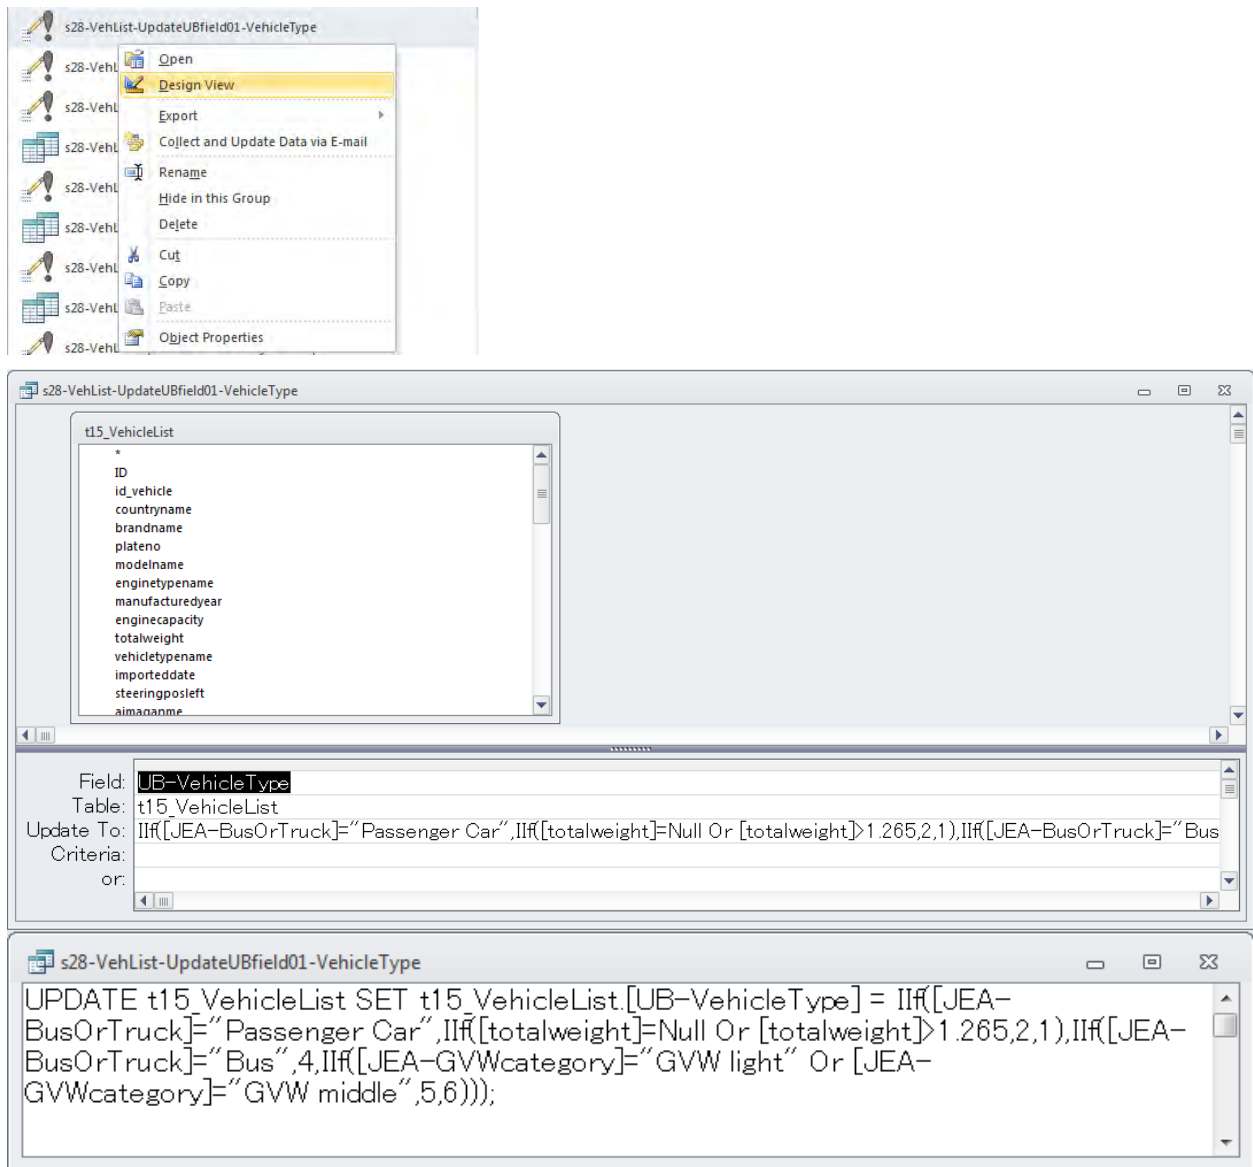 s28-VehList-UpdateUBfield01-VehicleType
s28-Vehl
Open
Design View
s28-Vehl
Export
s28-Vehl
Collect and Update Data via E-mail
Rename
s28-Vehl
Hide in this Group
s28-Vehl
Delete
Cut
s28-Vehl
Copy
s28-Vehl
Paste
Object Properties
s28-Vehl
s28-VehList-UpdateUBfield01-VehicleType
t15_VehicleList
*
ID
id_vehicle
countryname
brandname
plateno
modelname
enginetypename
manufacturedyear
enginecapacity
totalweight
vehicletypename
importeddate
steeringposleft
aimaganme
Field: UB-VehicleType
Table: t15_VehicleList
Update To: IIf([JEA-BusOrTruck]="Passenger Car",IIf([totalweight]=Null Or [totalweight]>1.265,2,1),IIf([JEA-BusOrTruck]="Bus
Criteria:
or:
s28-VehList-UpdateUBfield01-VehicleType
UPDATE t15_VehicleList SET t15_VehicleList.[UB-VehicleType] = IIf([JEA-
BusOrTruck]="Passenger Car",IIf([totalweight]=Null Or [totalweight]>1.265,2,1),IIf([JEA-
BusOrTruck]="Bus",4,IIf([JEA-GVWcategory]="GVW light" Or [JEA-
GVWcategory]="GVW middle",5,6)));